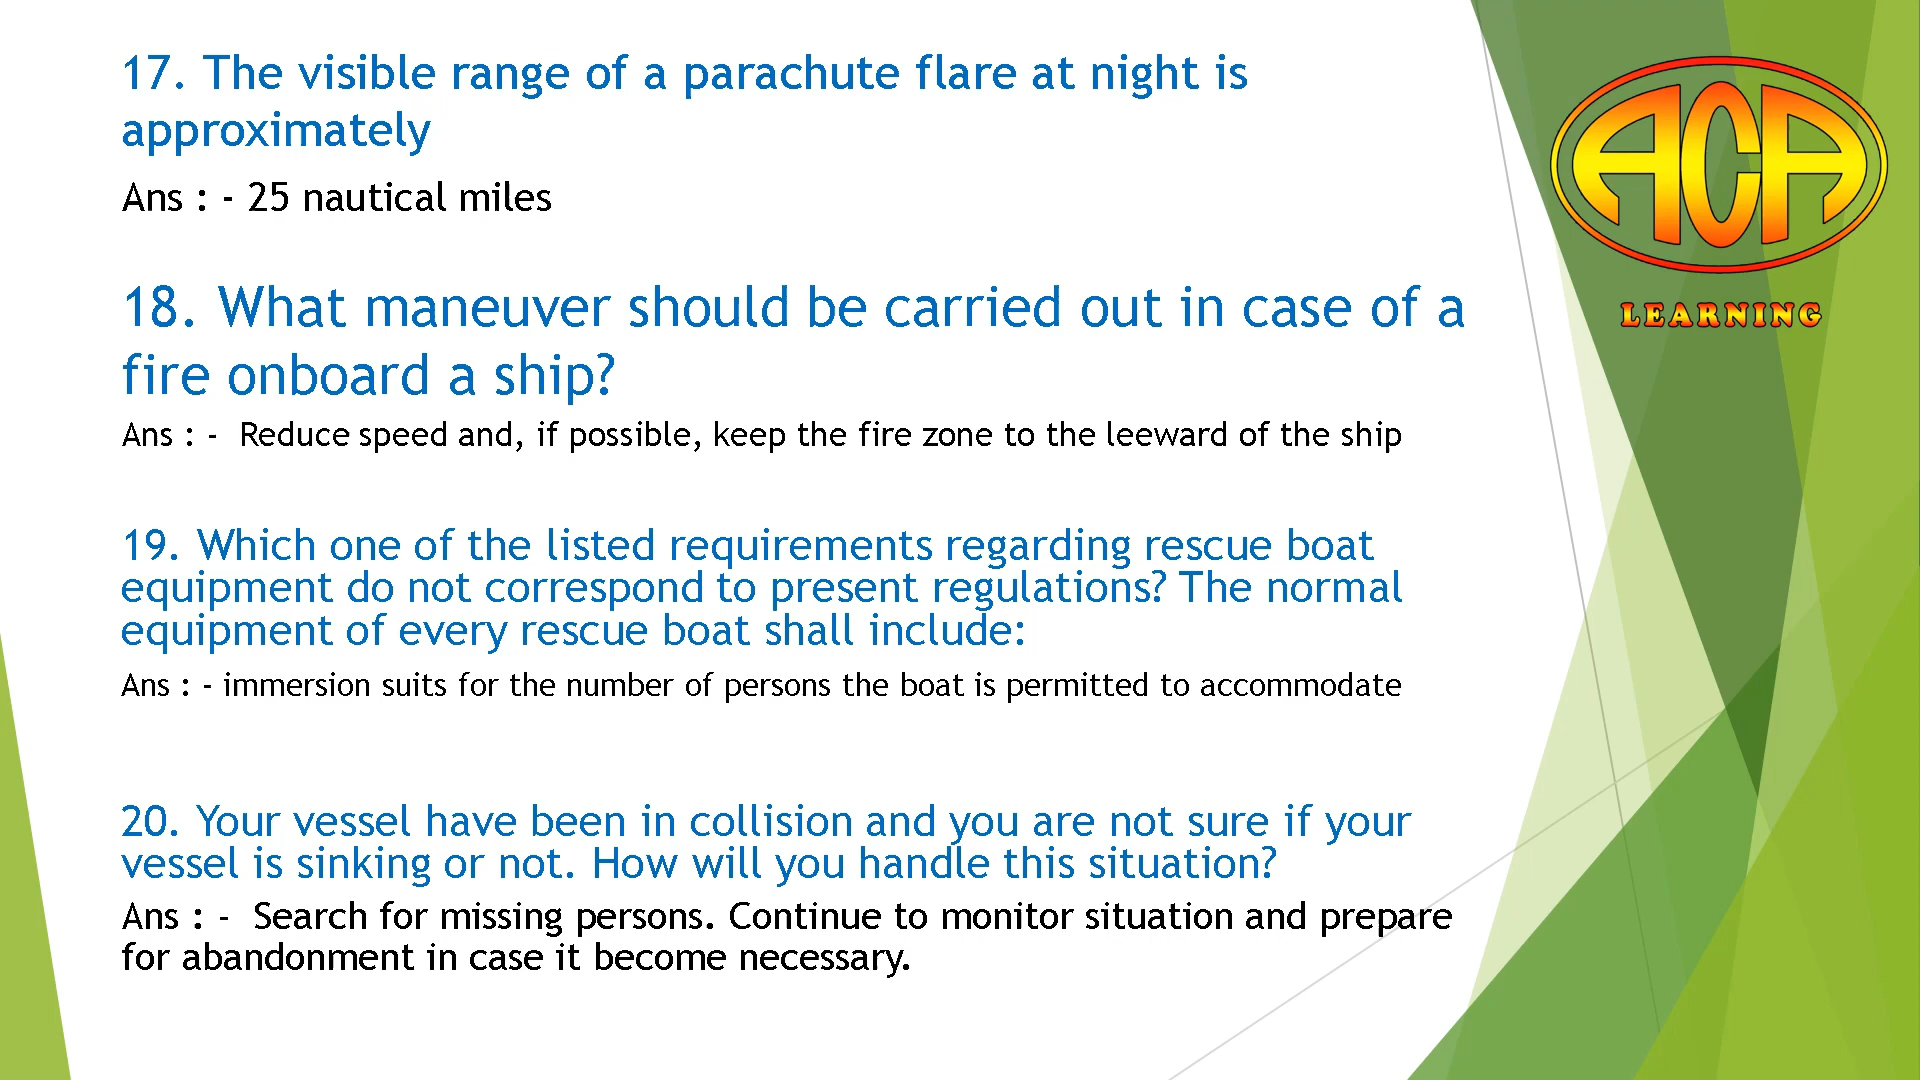 17. The visible range of a parachute flare at night is
approximately
Ans : - 25 nautical miles
18. What maneuver should be carried out in case of a
fire onboard a ship?
Ans : -  Reduce speed and, if possible, keep the fire zone to the leeward of the ship
19. Which one of the listed requirements regarding rescue boat
equipment do not correspond to present regulations? The normal
equipment of every rescue boat shall include:
Ans : - immersion suits for the number of persons the boat is permitted to accommodate
20. Your vessel have been in collision and you are not sure if your
vessel is sinking or not. How will you handle this situation?
Ans : -  Search for missing persons. Continue to monitor situation and prepare
for abandonment in case it become necessary.
ACA
LEARNING